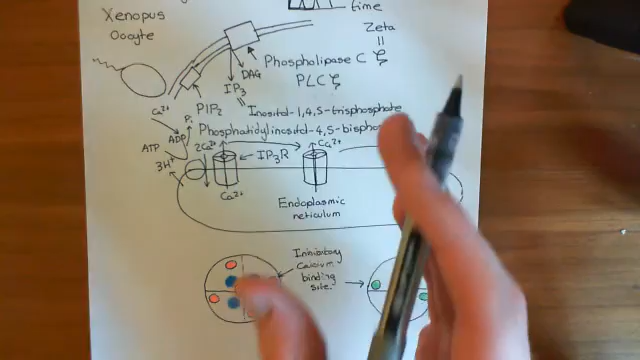 Xenopus
Oocyte
time
Zeta
=
ζ
Phospholipase C
PLC ζ
DAG
IP3
=
Inositol-1,4,5-trisphosphate
PIP2
Phosphatidylinositol-4,5-bisphos
Ca2+
Pi
ADP
ATP
3H+
2Ca2+
IP3R
Ca2+
Ca2+
Endoplasmic
reticulum
Inhibitory
Calcium
binding
site.